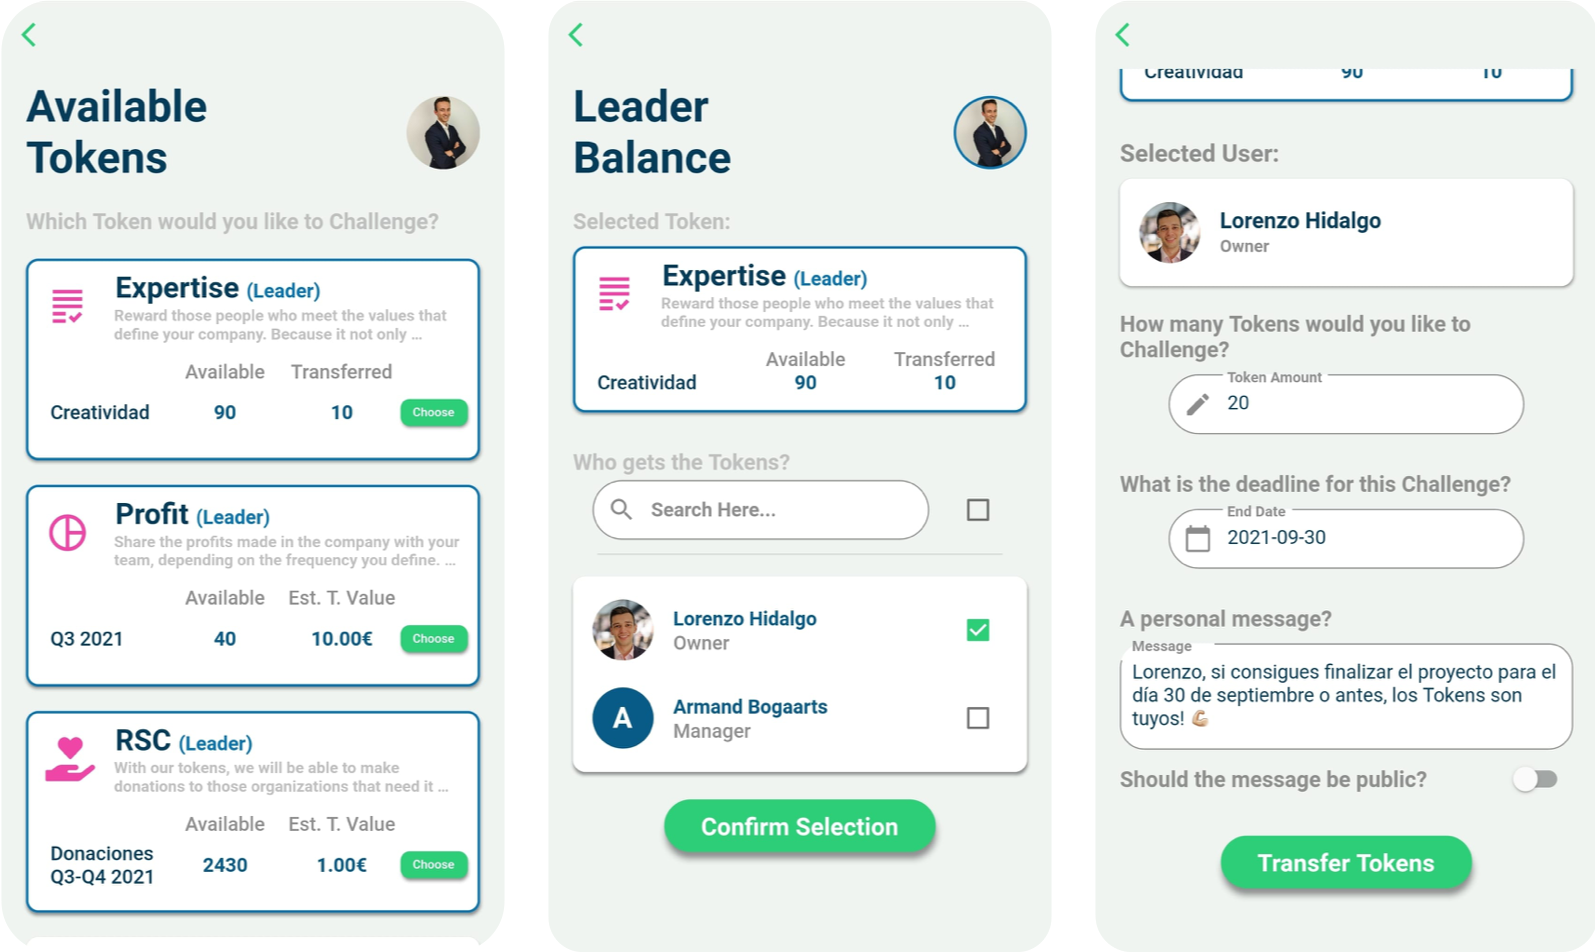 Available
Tokens
Which Token would you like to Challenge?
Expertise (Leader)
Reward those people who meet the values that
define your company. Because it not only ...
Available Transferred
Creatividad 90 10 Choose
Profit (Leader)
Share the profits made in the company with your
team, depending on the frequency you define. ...
Available Est. T. Value
Q3 2021 40 10.00€ Choose
RSC (Leader)
With our tokens, we will be able to make
donations to those organizations that need it ...
Available Est. T. Value
Donaciones
Q3-Q4 2021 2430 1.00€ Choose
Leader
Balance
Selected Token:
Expertise (Leader)
Reward those people who meet the values that
define your company. Because it not only ...
Available Transferred
Creatividad 90 10
Who gets the Tokens?
Search Here...
Lorenzo Hidalgo
Owner
A
Armand Bogaarts
Manager
Confirm Selection
Creatividad 90 10
Selected User:
Lorenzo Hidalgo
Owner
How many Tokens would you like to
Challenge?
Token Amount
20
What is the deadline for this Challenge?
End Date
2021-09-30
A personal message?
Message
Lorenzo, si consigues finalizar el proyecto para el
día 30 de septiembre o antes, los Tokens son
tuyos! 💪🏼
Should the message be public?
Transfer Tokens